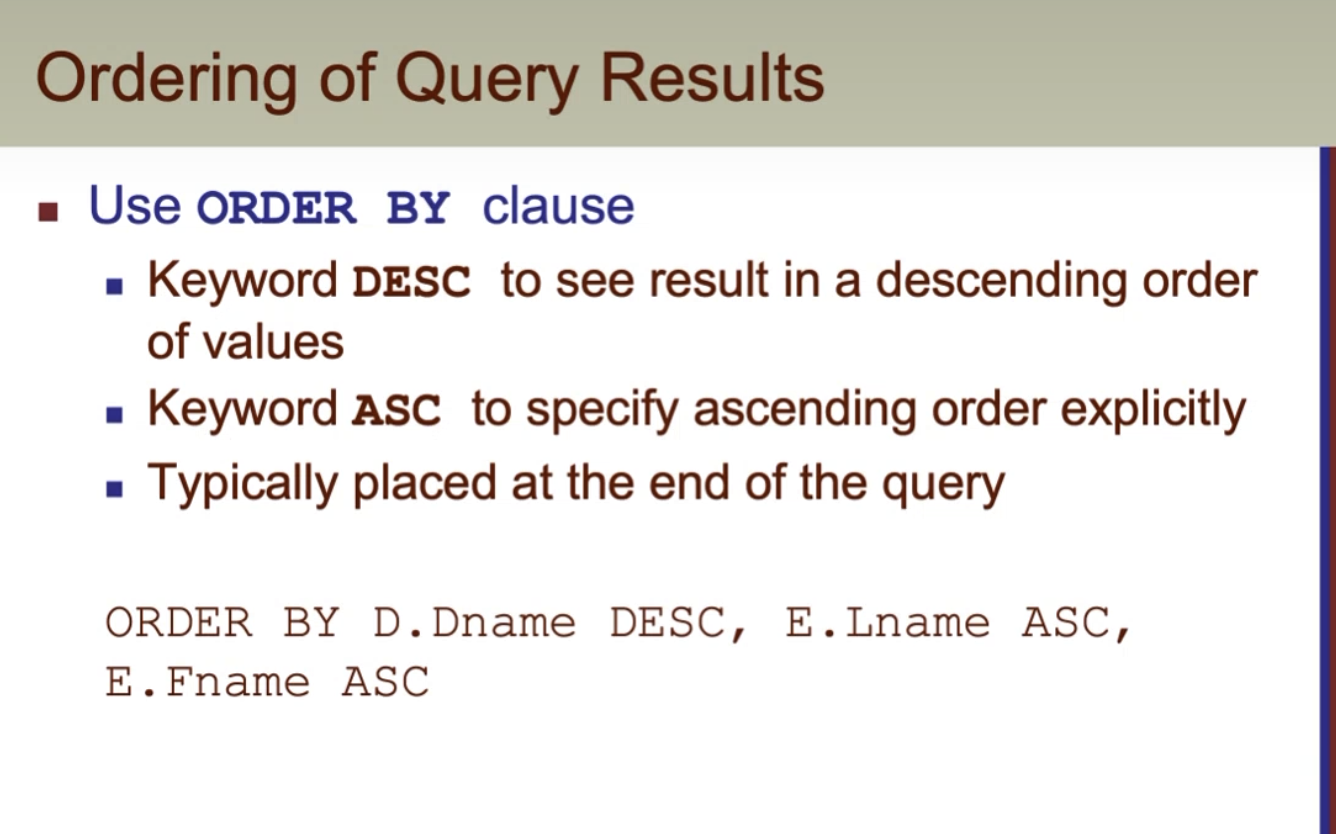 Ordering of Query Results
Use ORDER BY clause
Keyword DESC to see result in a descending order
of values
Keyword ASC to specify ascending order explicitly
Typically placed at the end of the query
ORDER BY D.Dname DESC, E.Lname ASC,
E.Fname ASC